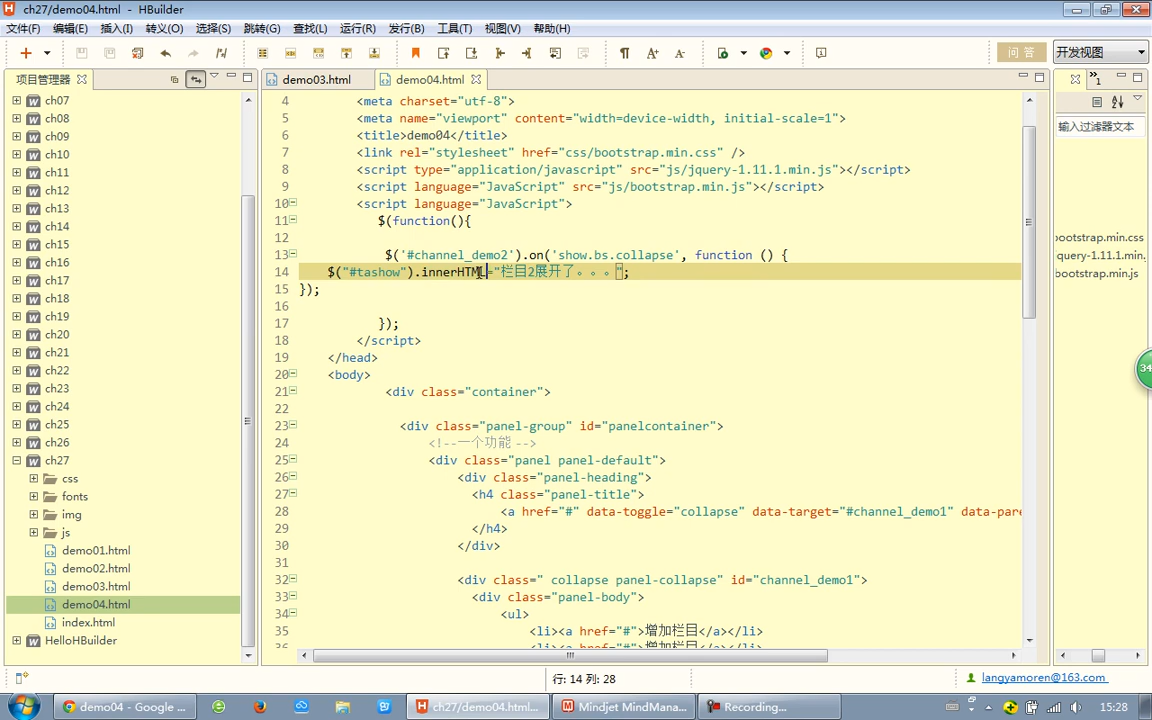 ch27/demo04.html - HBuilder
文件(F) 编辑(E) 插入(I) 转义(O) 选择(S) 跳转(G) 查找(L) 运行(R) 发行(B) 工具(T) 视图(V) 帮助(H)
问 答 开发视图
项目管理器
demo03.html demo04.html
»1
输入过滤器文本
ch07
ch08
ch09
ch10
ch11
ch12
ch13
ch14
ch15
ch16
ch17
ch18
ch19
ch20
ch21
ch22
ch23
ch24
ch25
ch26
ch27
css
fonts
img
js
demo01.html
demo02.html
demo03.html
demo04.html
index.html
HelloHBuilder
4 <meta charset="utf-8">
5 <meta name="viewport" content="width=device-width, initial-scale=1">
6 <title>demo04</title>
7 <link rel="stylesheet" href="css/bootstrap.min.css" />
8 <script type="application/javascript" src="js/jquery-1.11.1.min.js"></script>
9 <script language="JavaScript" src="js/bootstrap.min.js"></script>
10 <script language="JavaScript">
11 $(function(){
12
13 $('#channel_demo2').on('show.bs.collapse', function () {
14 $("#tashow").innerHTML="栏目2展开了。。。";
15 });
16
17 });
18 </script>
19 </head>
20 <body>
21 <div class="container">
22
23 <div class="panel-group" id="panelcontainer">
24 <!--一个功能 -->
25 <div class="panel panel-default">
26 <div class="panel-heading">
27 <h4 class="panel-title">
28 <a href="#" data-toggle="collapse" data-target="#channel_demo1" data-pare
29 </h4>
30 </div>
31
32 <div class=" collapse panel-collapse" id="channel_demo1">
33 <div class="panel-body">
34 <ul>
35 <li><a href="#">增加栏目</a></li>
36 <li><a href="#">增加栏目</a></li>
ootstrap.min.css
query-1.11.1.min.
bootstrap.min.js
34
行: 14 列: 28
langyamoren@163.com
demo04 - Google ...
ch27/demo04.html...
Mindjet MindMana...
Recording...
15:28